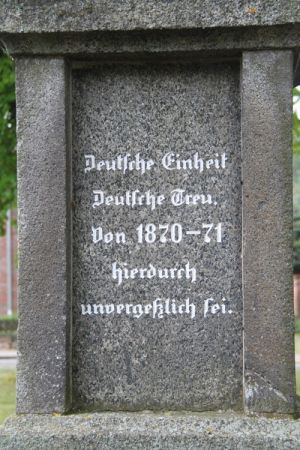 Deutsche Einheit
Deutsche Treu,
Von 1870-71
hierdurch
unvergeßlich sei.